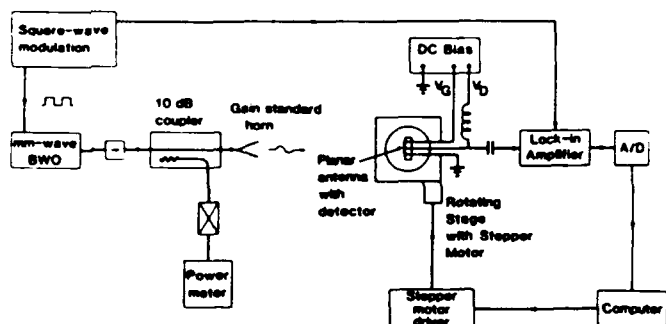 Square-wave
modulation
DC Bias
V_G
V_D
10 dB
coupler
Gain standard
horn
mm-wave
BWO
Planar
antenna
with
detector
Lock-in
Amplifier
A/D
Rotating
Stage
with Stepper
Motor
Power
meter
Stepper
motor
driver
Computer